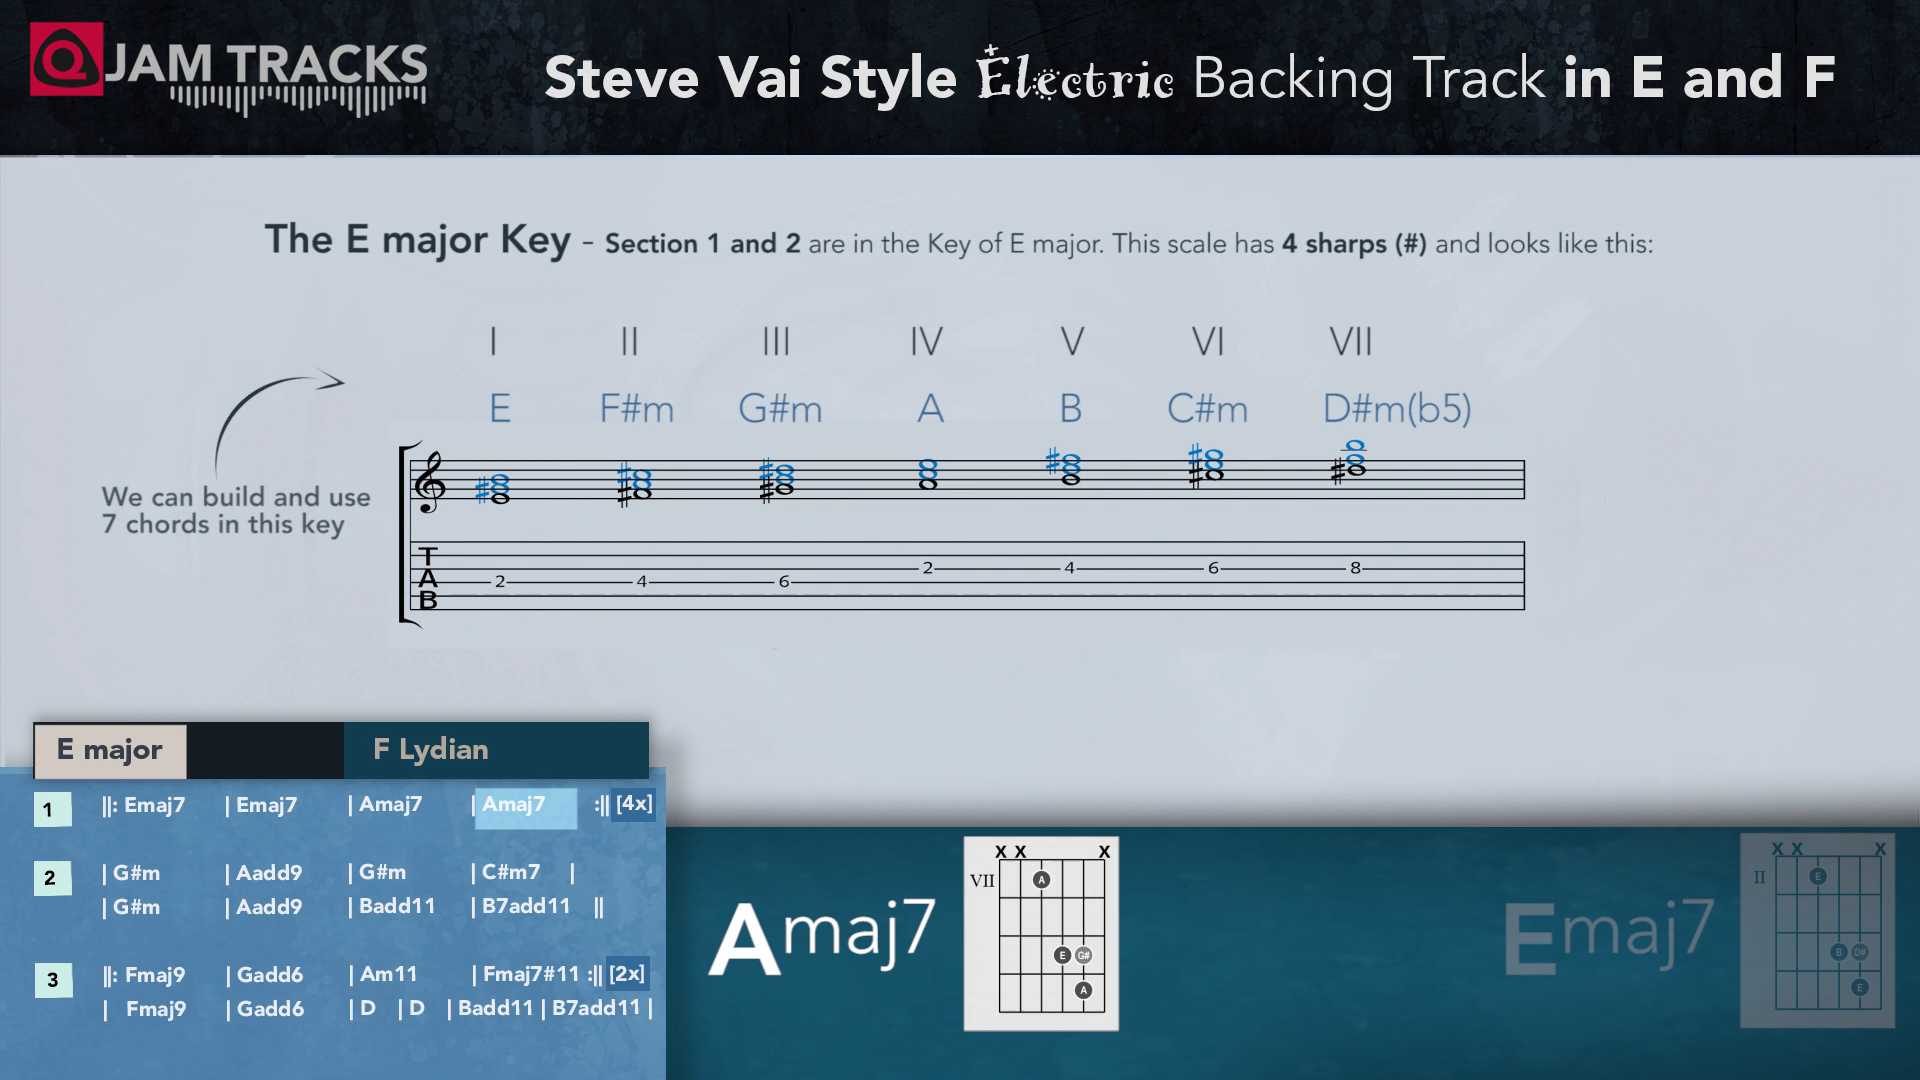 Q JAM TRACKS
Steve Vai Style Electric Backing Track in E and F
The E major Key - Section 1 and 2 are in the Key of E major. This scale has 4 sharps (#) and looks like this:
I II III IV V VI VII
E F#m G#m A B C#m D#m(b5)
We can build and use
7 chords in this key
T
A
B
2 4 6 2 4 6 8
E major F Lydian
1 ||: Emaj7 | Emaj7 | Amaj7 | Amaj7 :|| [4x]
2 | G#m | Aadd9 | G#m | C#m7 |
| G#m | Aadd9 | Badd11 | B7add11 ||
3 ||: Fmaj9 | Gadd6 | Am11 | Fmaj7#11 :|| [2x]
| Fmaj9 | Gadd6 | D | D | Badd11 | B7add11 |
Amaj7
X X X
VII
A
E G#
A
Emaj7
X X X
II
E
B D#
E